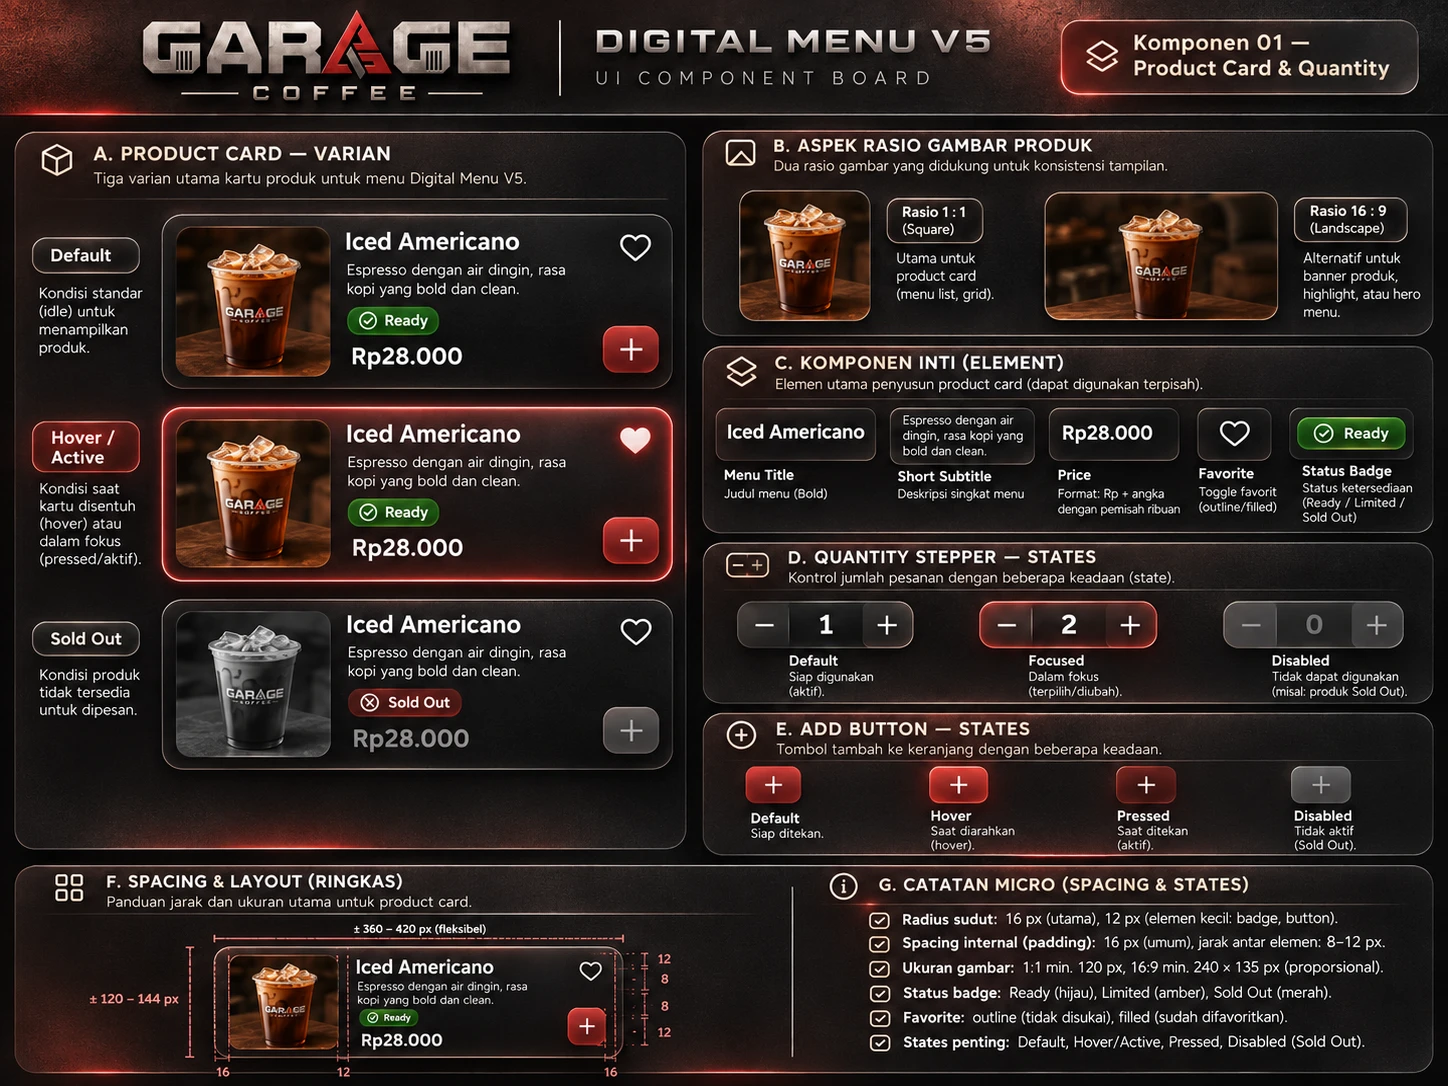 GARAGE
COFFEE
DIGITAL MENU V5
UI COMPONENT BOARD
Komponen 01 —
Product Card & Quantity
A. PRODUCT CARD — VARIAN
Tiga varian utama kartu produk untuk menu Digital Menu V5.
Default
Kondisi standar
(idle) untuk
menampilkan
produk.
GARAGE
COFFEE
Iced Americano
Espresso dengan air dingin, rasa
kopi yang bold dan clean.
Ready
Rp28.000
+
Hover /
Active
Kondisi saat
kartu disentuh
(hover) atau
dalam fokus
(pressed/aktif).
GARAGE
COFFEE
Iced Americano
Espresso dengan air dingin, rasa
kopi yang bold dan clean.
Ready
Rp28.000
+
Sold Out
Kondisi produk
tidak tersedia
untuk dipesan.
GARAGE
COFFEE
Iced Americano
Espresso dengan air dingin, rasa
kopi yang bold dan clean.
Sold Out
Rp28.000
+
B. ASPEK RASIO GAMBAR PRODUK
Dua rasio gambar yang didukung untuk konsistensi tampilan.
GARAGE
COFFEE
Rasio 1 : 1
(Square)
Utama untuk
product card
(menu list, grid).
GARAGE
COFFEE
Rasio 16 : 9
(Landscape)
Alternatif untuk
banner produk,
highlight, atau hero
menu.
C. KOMPONEN INTI (ELEMENT)
Elemen utama penyusun product card (dapat digunakan terpisah).
Iced Americano
Menu Title
Judul menu (Bold)
Espresso dengan air
dingin, rasa kopi yang
bold dan clean.
Short Subtitle
Deskripsi singkat menu
Rp28.000
Price
Format: Rp + angka
dengan pemisah ribuan
Favorite
Toggle favorit
(outline/filled)
Ready
Status Badge
Status ketersediaan
(Ready / Limited /
Sold Out)
D. QUANTITY STEPPER — STATES
Kontrol jumlah pesanan dengan beberapa keadaan (state).
− 1 +
Default
Siap digunakan
(aktif).
− 2 +
Focused
Dalam fokus
(terpilih/diubah).
− 0 +
Disabled
Tidak dapat digunakan
(misal: produk Sold Out).
E. ADD BUTTON — STATES
Tombol tambah ke keranjang dengan beberapa keadaan.
+
Default
Siap ditekan.
+
Hover
Saat diarahkan
(hover).
+
Pressed
Saat ditekan
(aktif).
+
Disabled
Tidak aktif
(Sold Out).
F. SPACING & LAYOUT (RINGKAS)
Panduan jarak dan ukuran utama untuk product card.
± 360 – 420 px (fleksibel)
± 120 – 144 px
GARAGE
COFFEE
Iced Americano
Espresso dengan air dingin, rasa
kopi yang bold dan clean.
Ready
Rp28.000
+
12
8
8
12
16
12
16
G. CATATAN MICRO (SPACING & STATES)
Radius sudut: 16 px (utama), 12 px (elemen kecil: badge, button).
Spacing internal (padding): 16 px (umum), jarak antar elemen: 8–12 px.
Ukuran gambar: 1:1 min. 120 px, 16:9 min. 240 × 135 px (proporsional).
Status badge: Ready (hijau), Limited (amber), Sold Out (merah).
Favorite: outline (tidak disukai), filled (sudah difavoritkan).
States penting: Default, Hover/Active, Pressed, Disabled (Sold Out).